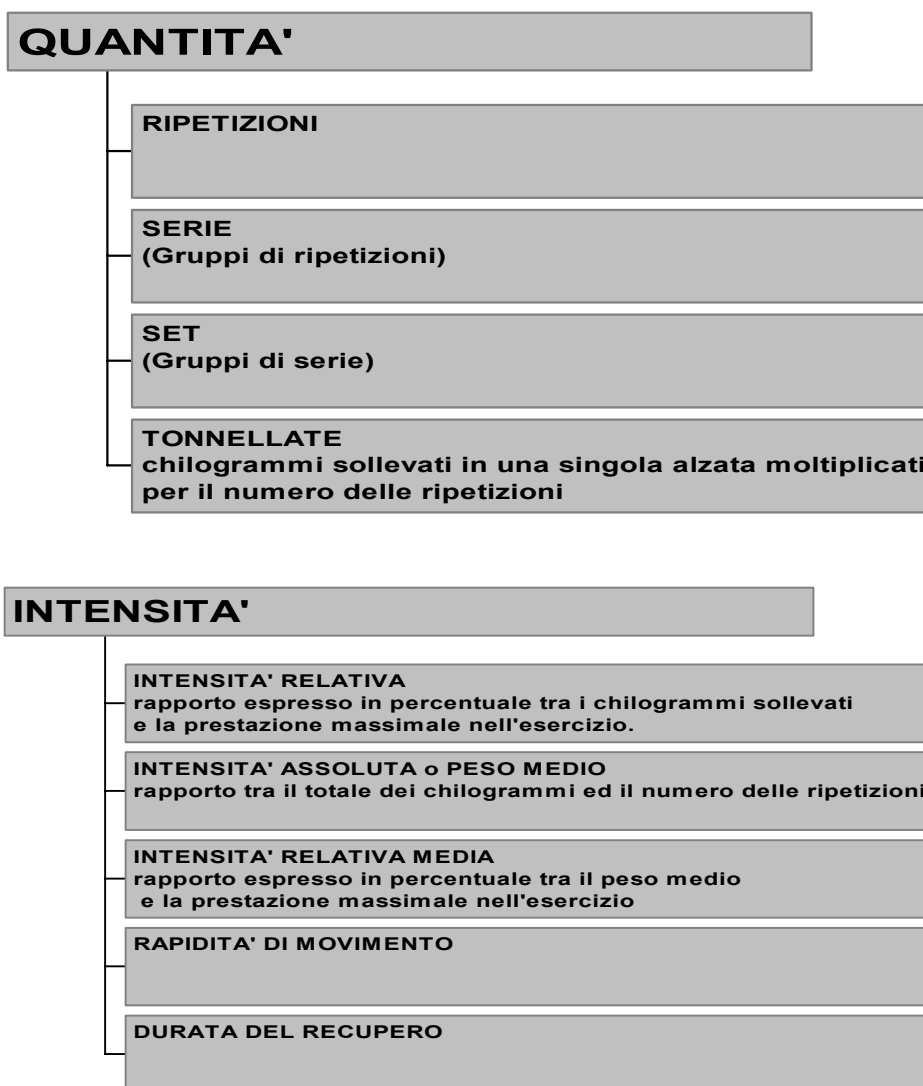 QUANTITA'
RIPETIZIONI
SERIE
(Gruppi di ripetizioni)
SET
(Gruppi di serie)
TONNELLATE
chilogrammi sollevati in una singola alzata moltiplicati
per il numero delle ripetizioni
INTENSITA'
INTENSITA' RELATIVA
rapporto espresso in percentuale tra i chilogrammi sollevati
e la prestazione massimale nell'esercizio.
INTENSITA' ASSOLUTA o PESO MEDIO
rapporto tra il totale dei chilogrammi ed il numero delle ripetizioni
INTENSITA' RELATIVA MEDIA
rapporto espresso in percentuale tra il peso medio
e la prestazione massimale nell'esercizio
RAPIDITA' DI MOVIMENTO
DURATA DEL RECUPERO